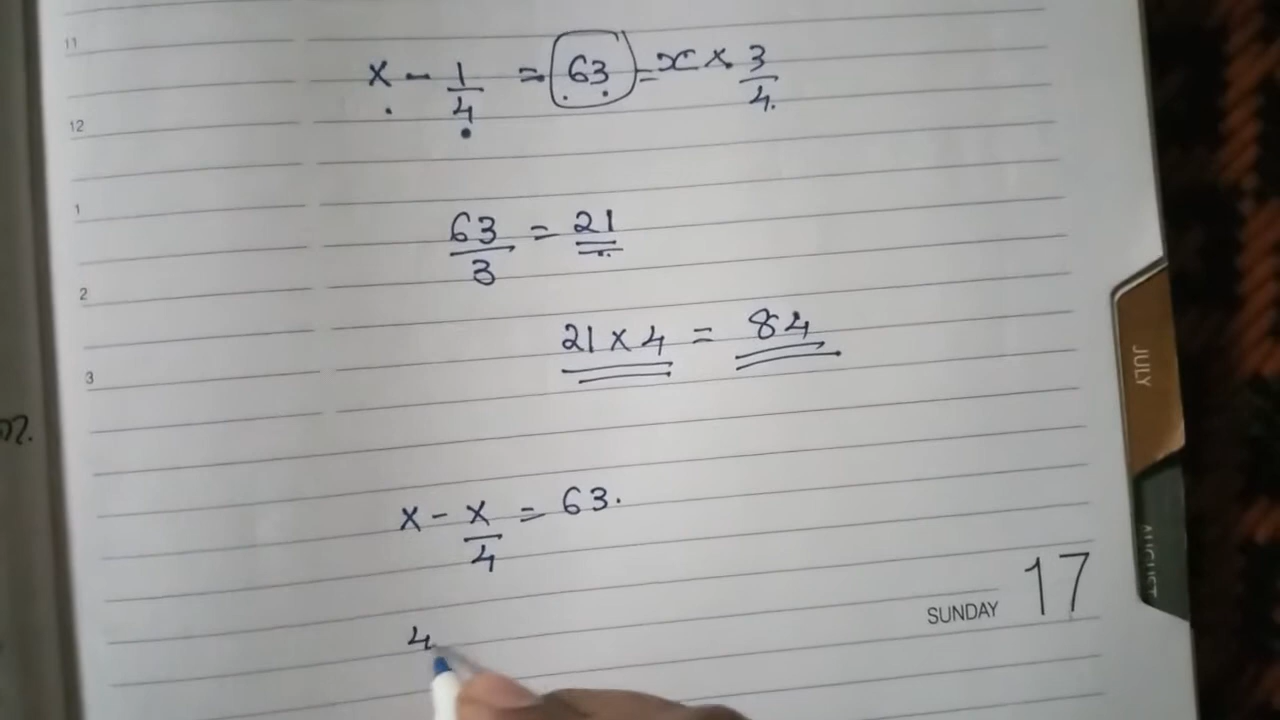 11
x - 1/4 = 63 = x × 3/4
12
1
63/3 = 21
2
21 × 4 = 84
3
JULY
x - x/4 = 63.
AUGUST
SUNDAY 17
4